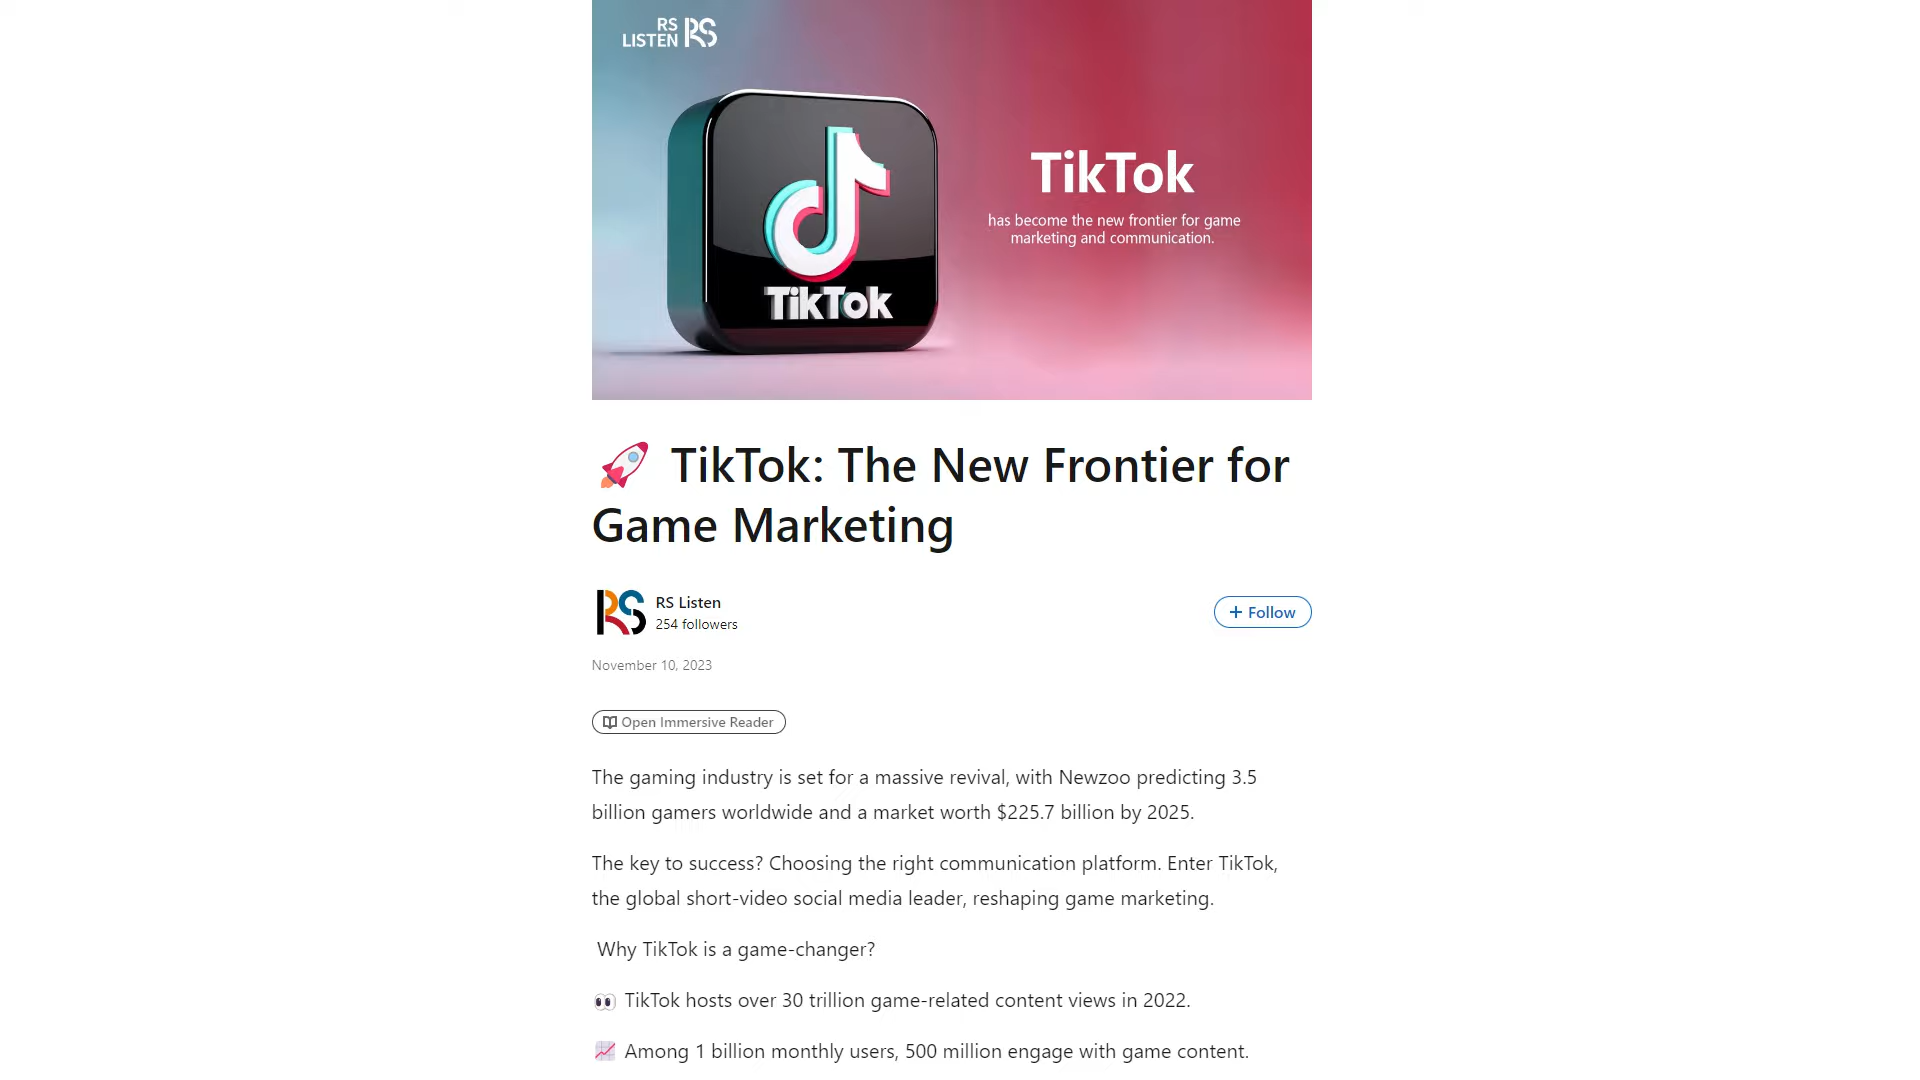 RS
LISTEN RS
TikTok
TikTok
has become the new frontier for game
marketing and communication.
🚀 TikTok: The New Frontier for
Game Marketing
RS
RS Listen
254 followers
+ Follow
November 10, 2023
Open Immersive Reader
The gaming industry is set for a massive revival, with Newzoo predicting 3.5
billion gamers worldwide and a market worth $225.7 billion by 2025.
The key to success? Choosing the right communication platform. Enter TikTok,
the global short-video social media leader, reshaping game marketing.
Why TikTok is a game-changer?
👀 TikTok hosts over 30 trillion game-related content views in 2022.
📈 Among 1 billion monthly users, 500 million engage with game content.